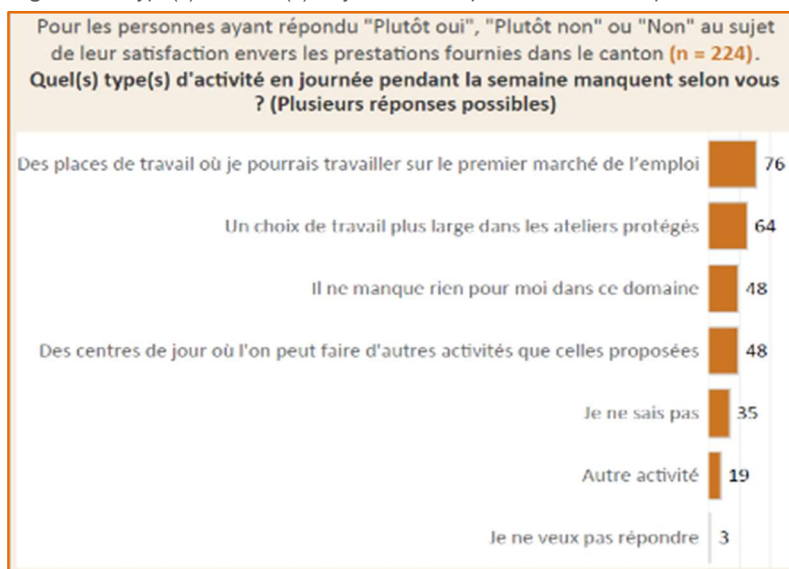 Pour les personnes ayant répondu "Plutôt oui", "Plutôt non" ou "Non" au sujet
de leur satisfaction envers les prestations fournies dans le canton (n = 224).
Quel(s) type(s) d'activité en journée pendant la semaine manquent selon vous
? (Plusieurs réponses possibles)
Des places de travail où je pourrais travailler sur le premier marché de l'emploi 76
Un choix de travail plus large dans les ateliers protégés 64
Il ne manque rien pour moi dans ce domaine 48
Des centres de jour où l'on peut faire d'autres activités que celles proposées 48
Je ne sais pas 35
Autre activité 19
Je ne veux pas répondre 3